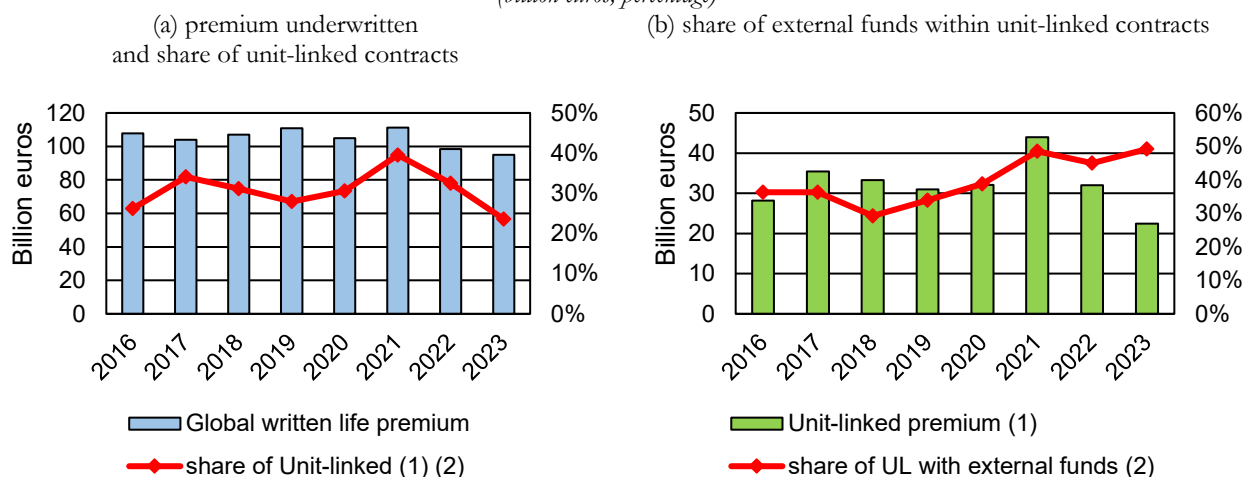 (billion euros, percentage)
(a) premium underwritten
and share of unit-linked contracts
(b) share of external funds within unit-linked contracts
120
100
80
60
40
20
0
Billion euros
50%
40%
30%
20%
10%
0%
2016 2017 2018 2019 2020 2021 2022 2023
Global written life premium
share of Unit-linked (1) (2)
50
40
30
20
10
0
Billion euros
60%
50%
40%
30%
20%
10%
0%
2016 2017 2018 2019 2020 2021 2022 2023
Unit-linked premium (1)
share of UL with external funds (2)